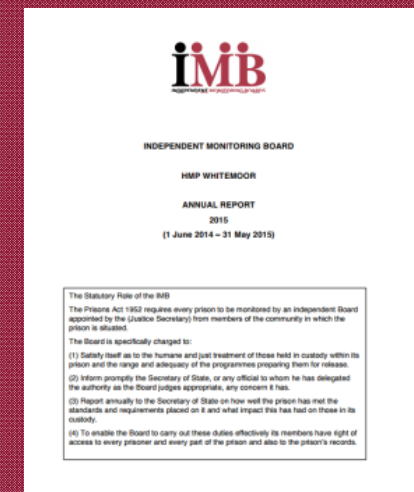 iMB
INDEPENDENT MONITORING BOARDS
INDEPENDENT MONITORING BOARD
HMP WHITEMOOR
ANNUAL REPORT
2015
(1 June 2014 – 31 May 2015)
The Statutory Role of the IMB
The Prisons Act 1952 requires every prison to be monitored by an independent Board
appointed by the (Justice Secretary) from members of the community in which the
prison is situated.
The Board is specifically charged to:
(1) Satisfy itself as to the humane and just treatment of those held in custody within its
prison and the range and adequacy of the programmes preparing them for release.
(2) Inform promptly the Secretary of State, or any official to whom he has delegated
the authority as the Board judges appropriate, any concern it has.
(3) Report annually to the Secretary of State on how well the prison has met the
standards and requirements placed on it and what impact this has had on those in its
custody.
(4) To enable the Board to carry out these duties effectively its members have right of
access to every prisoner and every part of the prison and also to the prison's records.